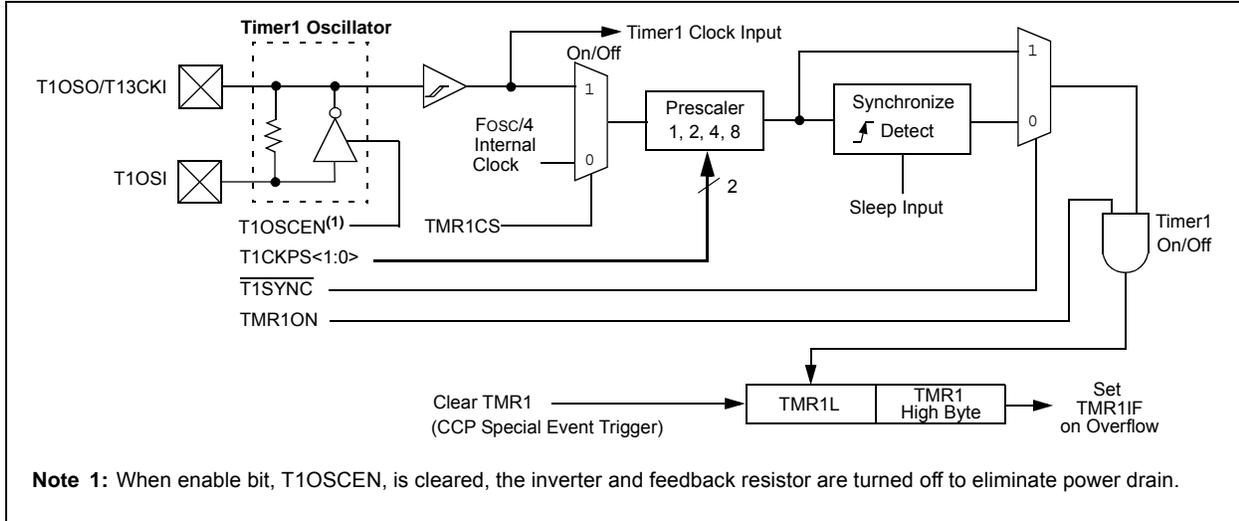 Timer1 Oscillator
Timer1 Clock Input
On/Off
T1OSO/T13CKI
1
1
Prescaler
1, 2, 4, 8
Synchronize
Detect
FOSC/4
Internal
Clock
0
0
T1OSI
2
Sleep Input
T1OSCEN(1)
TMR1CS
Timer1
On/Off
T1CKPS<1:0>
T1SYNC
TMR1ON
Clear TMR1
(CCP Special Event Trigger)
TMR1L
TMR1
High Byte
Set
TMR1IF
on Overflow
Note 1: When enable bit, T1OSCEN, is cleared, the inverter and feedback resistor are turned off to eliminate power drain.